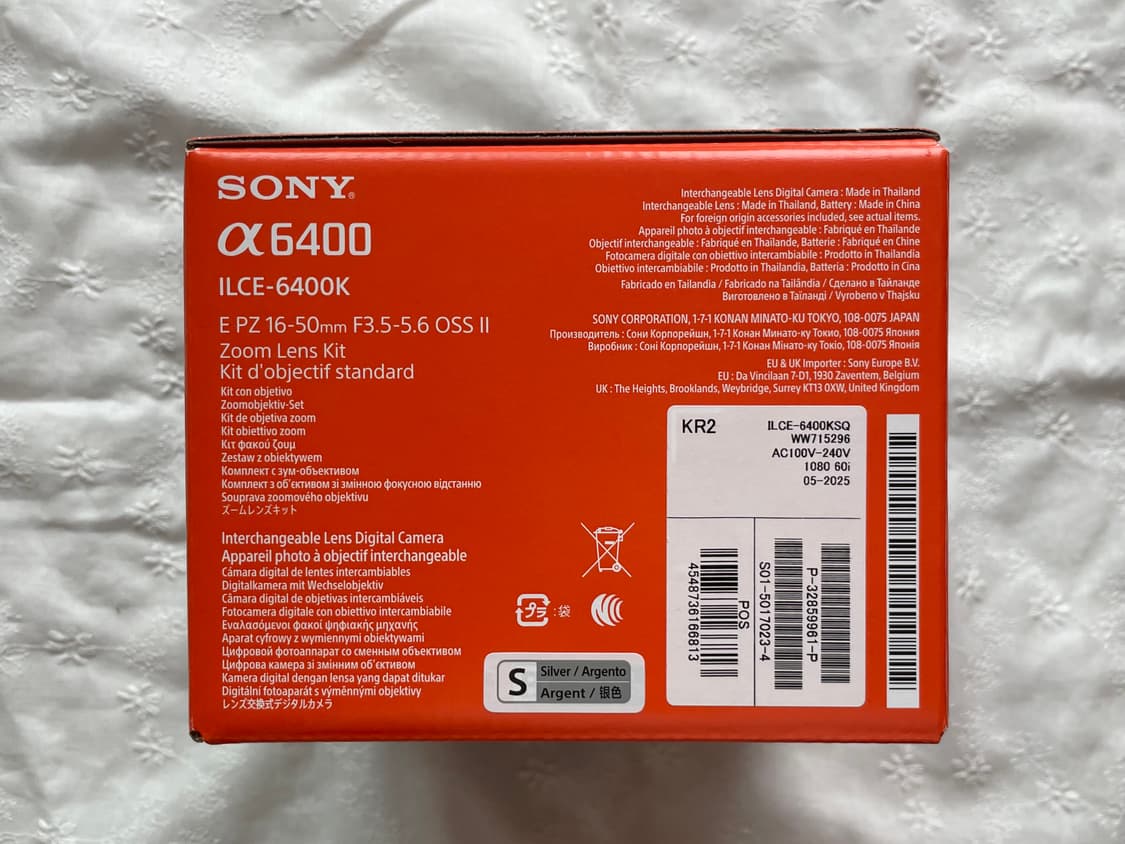 SONY®
α6400
ILCE-6400K
E PZ 16-50mm F3.5-5.6 OSS II
Zoom Lens Kit
Kit d'objectif standard
Kit con objetivo
Zoomobjektiv-Set
Kit de objetiva zoom
Kit obiettivo zoom
Κιτ φακού ζουμ
Zestaw z obiektywem
Комплект с зум-объективом
Комплект з об'єктивом зі змінною фокусною відстанню
Souprava zoomového objektivu
ズームレンズキット
Interchangeable Lens Digital Camera
Appareil photo à objectif interchangeable
Cámara digital de lentes intercambiables
Digitalkamera mit Wechselobjektiv
Câmara digital de objetivas intercambiáveis
Fotocamera digitale con obiettivo intercambiabile
Εναλασόμενοι φακοί ψηφιακής μηχανής
Aparat cyfrowy z wymiennymi obiektywami
Цифровой фотоаппарат со сменным объективом
Цифрова камера зі змінним об'єктивом
Kamera digital dengan lensa yang dapat ditukar
Digitální fotoaparát s výměnnými objektivy
レンズ交換式デジタルカメラ
Interchangeable Lens Digital Camera : Made in Thailand
Interchangeable Lens : Made in Thailand, Battery : Made in China
For foreign origin accessories included, see actual items.
Appareil photo à objectif interchangeable : Fabriqué en Thaïlande
Objectif interchangeable : Fabriqué en Thaïlande, Batterie : Fabriqué en Chine
Fotocamera digitale con obiettivo intercambiabile : Prodotto in Thailandia
Obiettivo intercambiabile : Prodotto in Thailandia, Batteria : Prodotto in Cina
Fabricado en Tailandia / Fabricado na Tailândia / Сделано в Тайланде
Виготовлено в Таїланді / Vyrobeno v Thajsku
SONY CORPORATION, 1-7-1 KONAN MINATO-KU TOKYO, 108-0075 JAPAN
Производитель : Сони Корпорейшн, 1-7-1 Конан Минато-ку Токио, 108-0075 Япония
Виробник : Соні Корпорейшн, 1-7-1 Конан Мінато-ку Токіо, 108-0075 Японія
EU & UK Importer : Sony Europe B.V.
EU : Da Vincilaan 7-D1, 1930 Zaventem, Belgium
UK : The Heights, Brooklands, Weybridge, Surrey KT13 0XW, United Kingdom
KR2
ILCE-6400KSQ
WW715296
AC100V-240V
1080 60i
05-2025
POS
4548736166813
S01-5017023-4
P-32859961-P
プラ : 袋
S
Silver / Argento
Argent / 银色